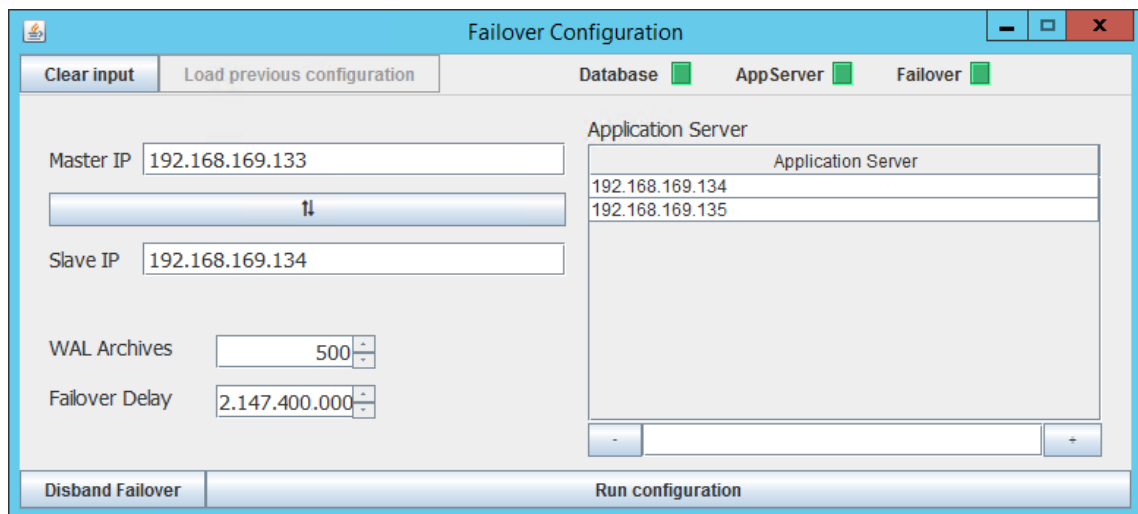 Failover Configuration
Clear input Load previous configuration Database AppServer Failover
Application Server
Master IP 192.168.169.133
Application Server
192.168.169.134
192.168.169.135
Slave IP 192.168.169.134
WAL Archives 500
Failover Delay 2.147.400.000
- +
Disband Failover Run configuration